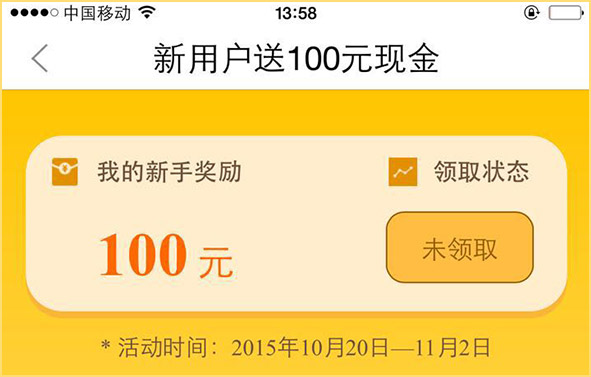 中国移动 13:58
新用户送100元现金
我的新手奖励 领取状态
100 元 未领取
* 活动时间：2015年10月20日—11月2日